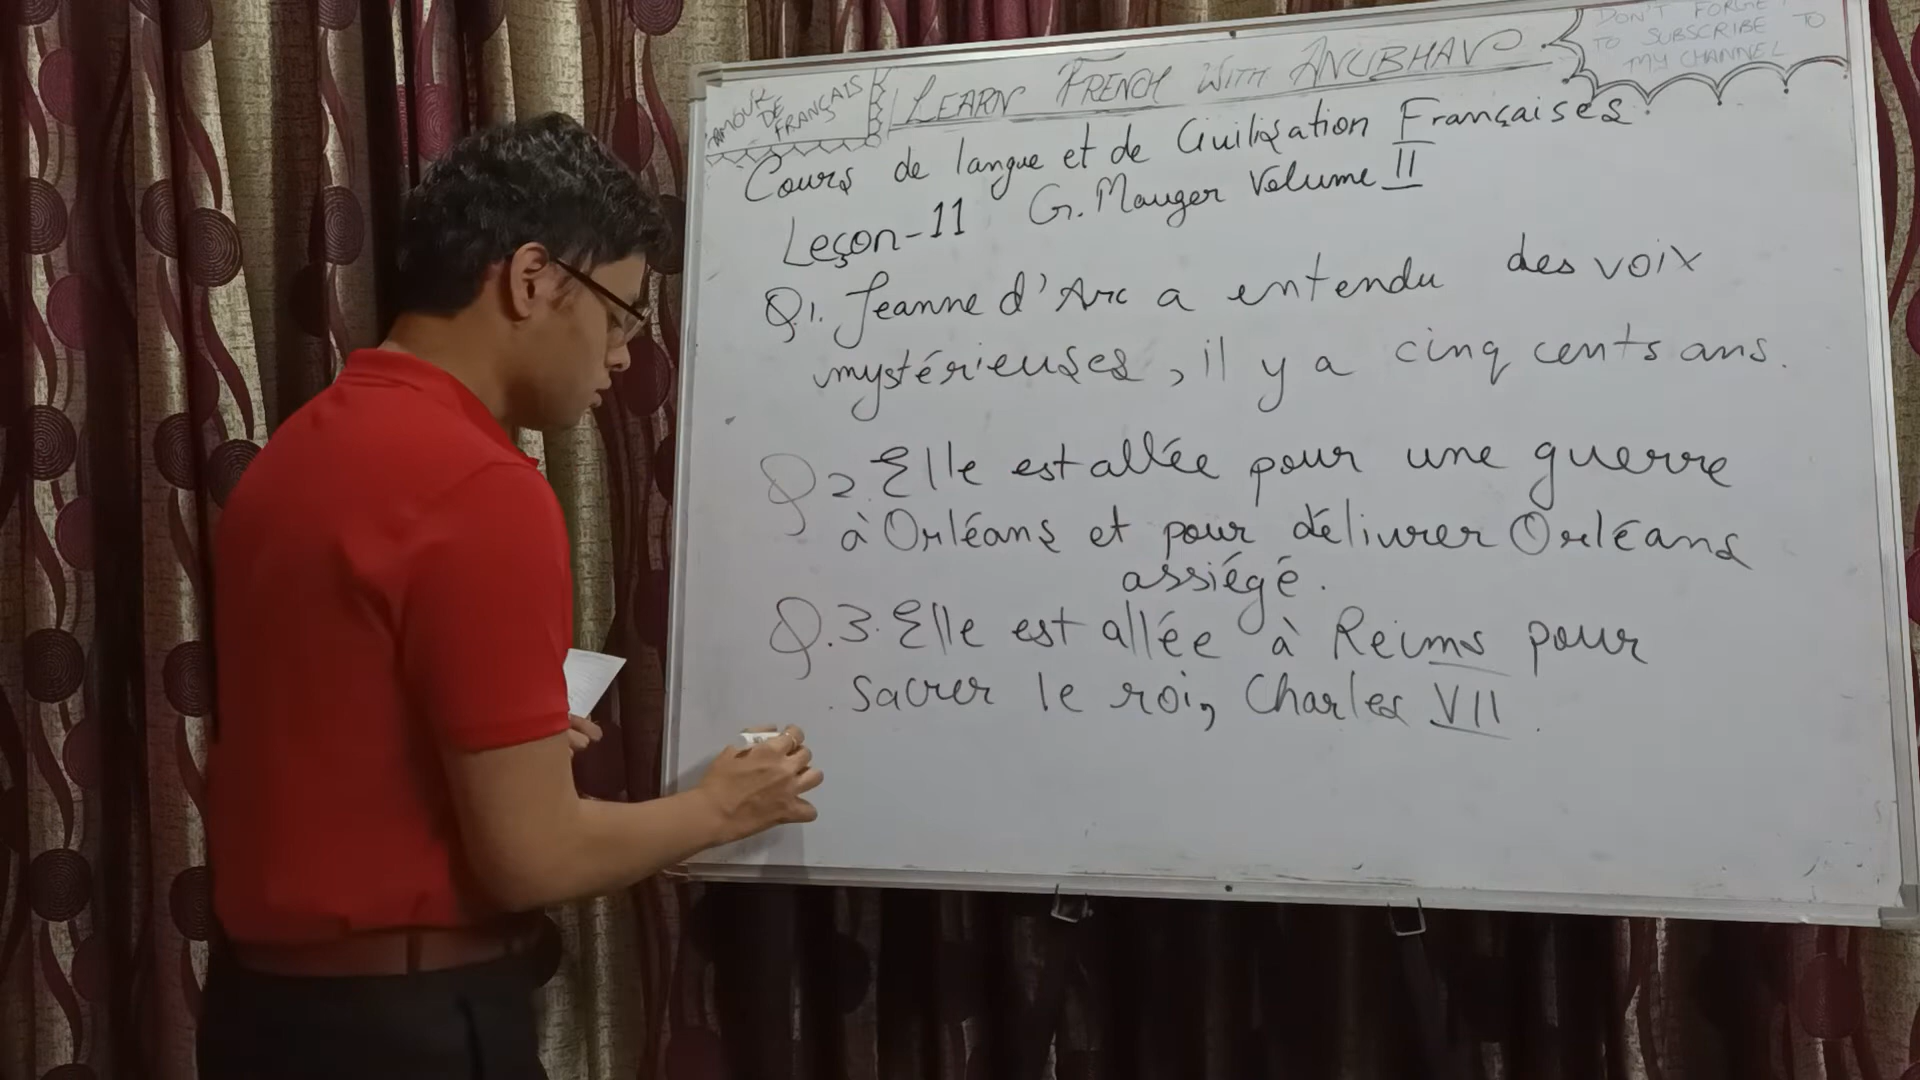 AMOUR DE FRANÇAIS
LEARN FRENCH WITH ANUBHAV
DON'T FORGET
TO SUBSCRIBE TO
MY CHANNEL
Cours de langue et de Civilisation Françaises.
Leçon-11 G. Mauger Volume II
Q1. Jeanne d'Arc a entendu des voix
mystérieuses, il y a cinq cents ans.
Q2. Elle est allée pour une guerre
à Orléans et pour délivrer Orléans
assiégé.
Q.3. Elle est allée à Reims pour
sacrer le roi, Charles VII.